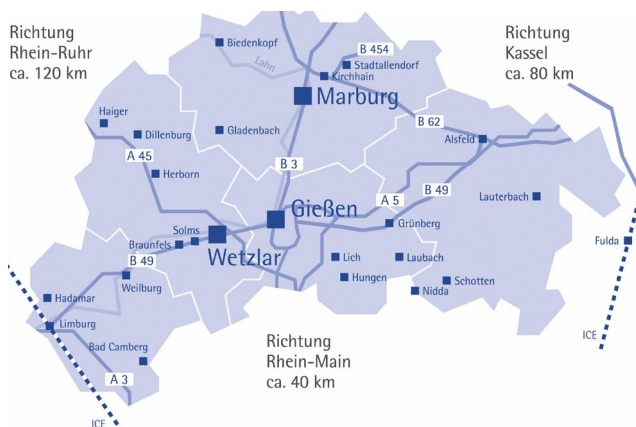 Richtung
Rhein-Ruhr
ca. 120 km
Richtung
Kassel
ca. 80 km
Biedenkopf
B 454
Stadtallendorf
Lahn
Kirchhain
Marburg
Haiger
Dillenburg
Gladenbach
B 62
Alsfeld
A 45
B 3
Herborn
A 5
B 49
Lauterbach
Gießen
Grünberg
Solms
Braunfels
Wetzlar
Fulda
B 49
Lich
Laubach
Weilburg
Hungen
Schotten
Nidda
Hadamar
Limburg
Richtung
Rhein-Main
ca. 40 km
ICE
Bad Camberg
A 3
ICE